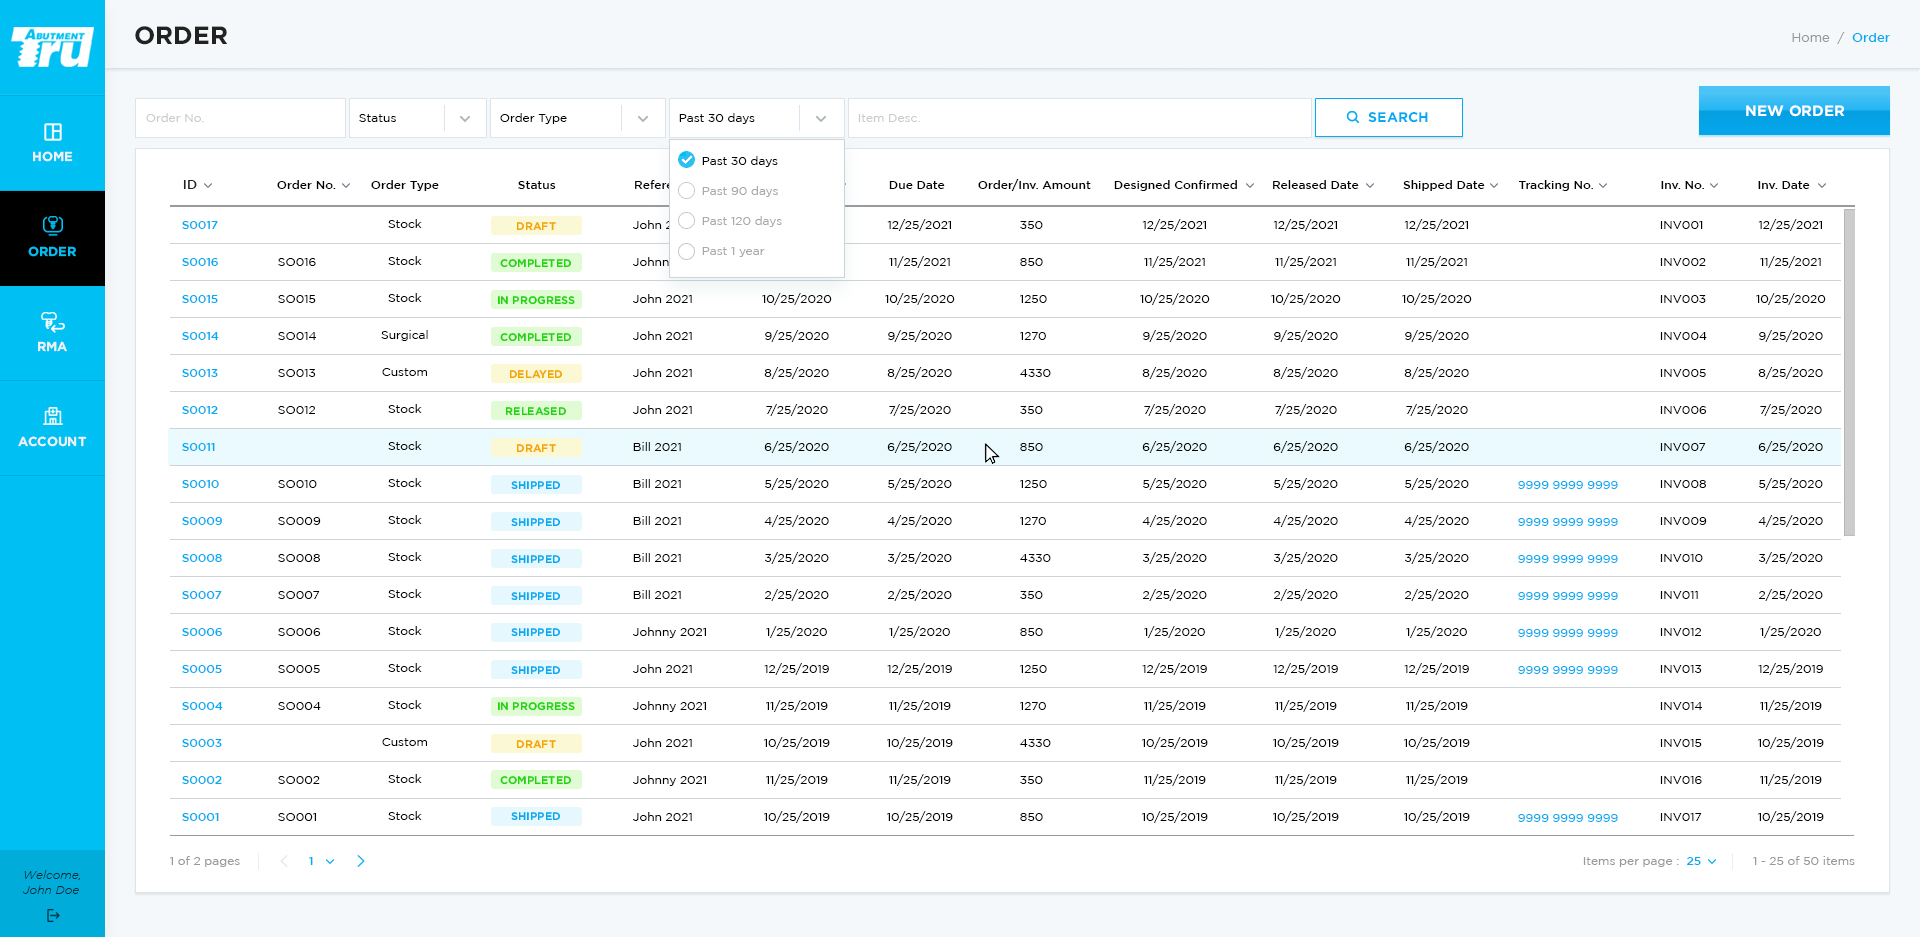 ABUTMENT
Tru
ORDER
Home / Order
HOME
ORDER
RMA
ACCOUNT
Welcome,
John Doe
Order No. Status Order Type Past 30 days Item Desc. SEARCH NEW ORDER
Past 30 days
Past 90 days
Past 120 days
Past 1 year
ID Order No. Order Type Status Refere Due Date Order/Inv. Amount Designed Confirmed Released Date Shipped Date Tracking No. Inv. No. Inv. Date
S0017 Stock DRAFT John 2 12/25/2021 350 12/25/2021 12/25/2021 12/25/2021 INV001 12/25/2021
S0016 SO016 Stock COMPLETED Johnn 11/25/2021 850 11/25/2021 11/25/2021 11/25/2021 INV002 11/25/2021
S0015 SO015 Stock IN PROGRESS John 2021 10/25/2020 10/25/2020 1250 10/25/2020 10/25/2020 10/25/2020 INV003 10/25/2020
S0014 SO014 Surgical COMPLETED John 2021 9/25/2020 9/25/2020 1270 9/25/2020 9/25/2020 9/25/2020 INV004 9/25/2020
S0013 SO013 Custom DELAYED John 2021 8/25/2020 8/25/2020 4330 8/25/2020 8/25/2020 8/25/2020 INV005 8/25/2020
S0012 SO012 Stock RELEASED John 2021 7/25/2020 7/25/2020 350 7/25/2020 7/25/2020 7/25/2020 INV006 7/25/2020
S0011 Stock DRAFT Bill 2021 6/25/2020 6/25/2020 850 6/25/2020 6/25/2020 6/25/2020 INV007 6/25/2020
S0010 SO010 Stock SHIPPED Bill 2021 5/25/2020 5/25/2020 1250 5/25/2020 5/25/2020 5/25/2020 9999 9999 9999 INV008 5/25/2020
S0009 SO009 Stock SHIPPED Bill 2021 4/25/2020 4/25/2020 1270 4/25/2020 4/25/2020 4/25/2020 9999 9999 9999 INV009 4/25/2020
S0008 SO008 Stock SHIPPED Bill 2021 3/25/2020 3/25/2020 4330 3/25/2020 3/25/2020 3/25/2020 9999 9999 9999 INV010 3/25/2020
S0007 SO007 Stock SHIPPED Bill 2021 2/25/2020 2/25/2020 350 2/25/2020 2/25/2020 2/25/2020 9999 9999 9999 INV011 2/25/2020
S0006 SO006 Stock SHIPPED Johnny 2021 1/25/2020 1/25/2020 850 1/25/2020 1/25/2020 1/25/2020 9999 9999 9999 INV012 1/25/2020
S0005 SO005 Stock SHIPPED John 2021 12/25/2019 12/25/2019 1250 12/25/2019 12/25/2019 12/25/2019 9999 9999 9999 INV013 12/25/2019
S0004 SO004 Stock IN PROGRESS Johnny 2021 11/25/2019 11/25/2019 1270 11/25/2019 11/25/2019 11/25/2019 INV014 11/25/2019
S0003 Custom DRAFT John 2021 10/25/2019 10/25/2019 4330 10/25/2019 10/25/2019 10/25/2019 INV015 10/25/2019
S0002 SO002 Stock COMPLETED Johnny 2021 11/25/2019 11/25/2019 350 11/25/2019 11/25/2019 11/25/2019 INV016 11/25/2019
S0001 SO001 Stock SHIPPED John 2021 10/25/2019 10/25/2019 850 10/25/2019 10/25/2019 10/25/2019 9999 9999 9999 INV017 10/25/2019
1 of 2 pages 1 Items per page : 25 1 - 25 of 50 items